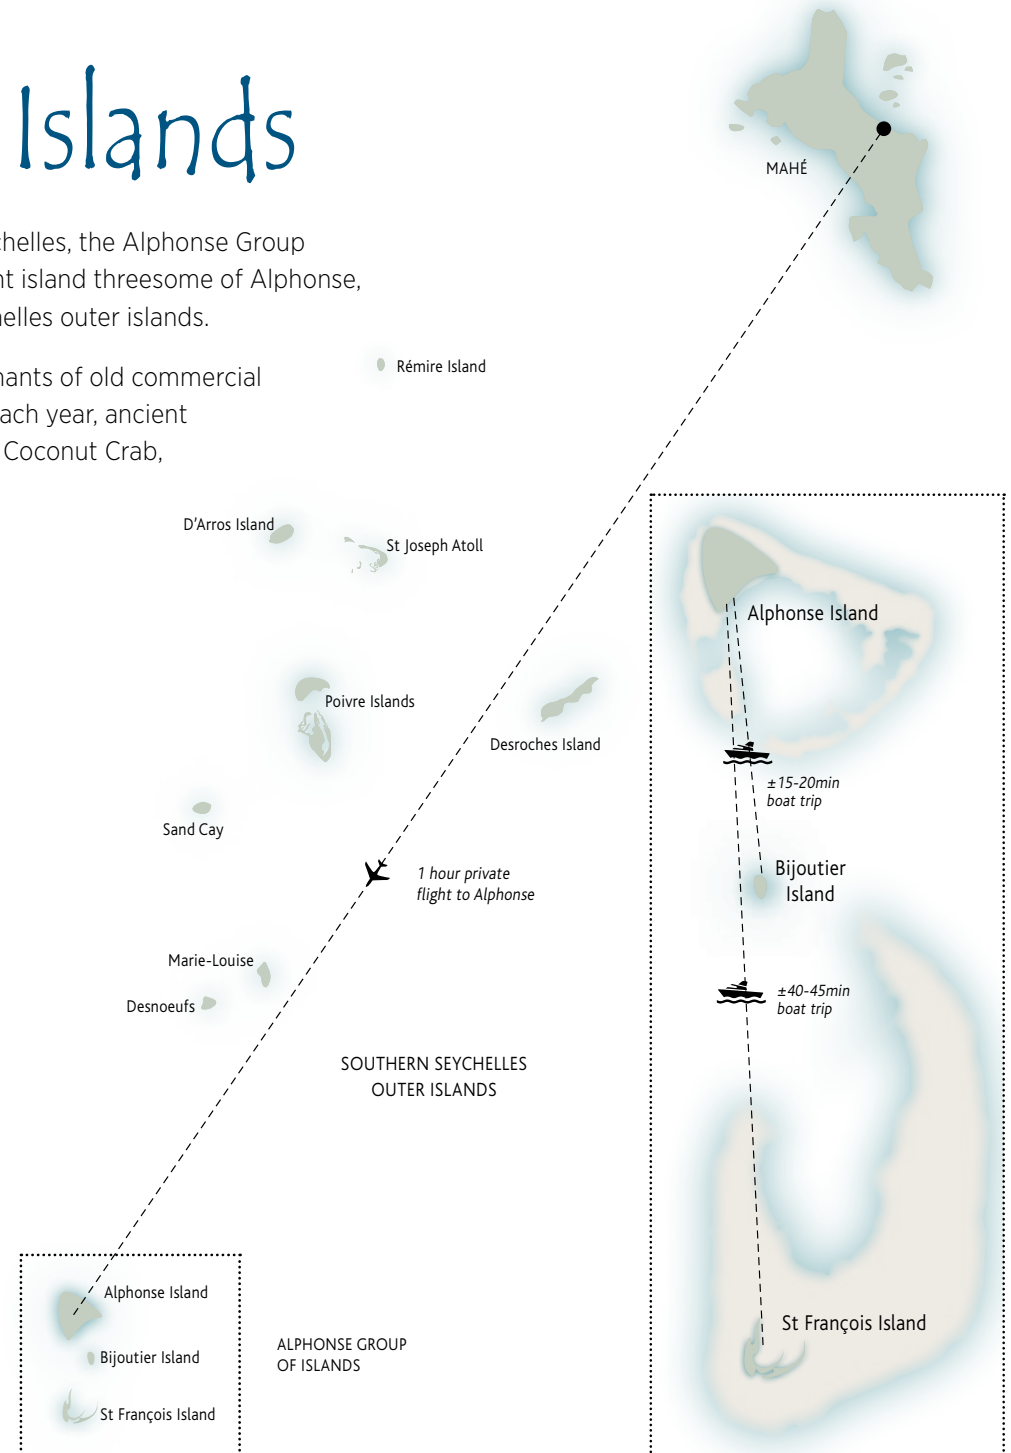 Islands
MAHÉ
chelles, the Alphonse Group
nt island threesome of Alphonse,
helles outer islands.
Rémire Island
nants of old commercial
each year, ancient
Coconut Crab,
D'Arros Island
St Joseph Atoll
Alphonse Island
Poivre Islands
Desroches Island
±15-20min
boat trip
Sand Cay
1 hour private
flight to Alphonse
Bijoutier
Island
Marie-Louise
Desnoeufs
±40-45min
boat trip
SOUTHERN SEYCHELLES
OUTER ISLANDS
Alphonse Island
St François Island
ALPHONSE GROUP
OF ISLANDS
Bijoutier Island
St François Island